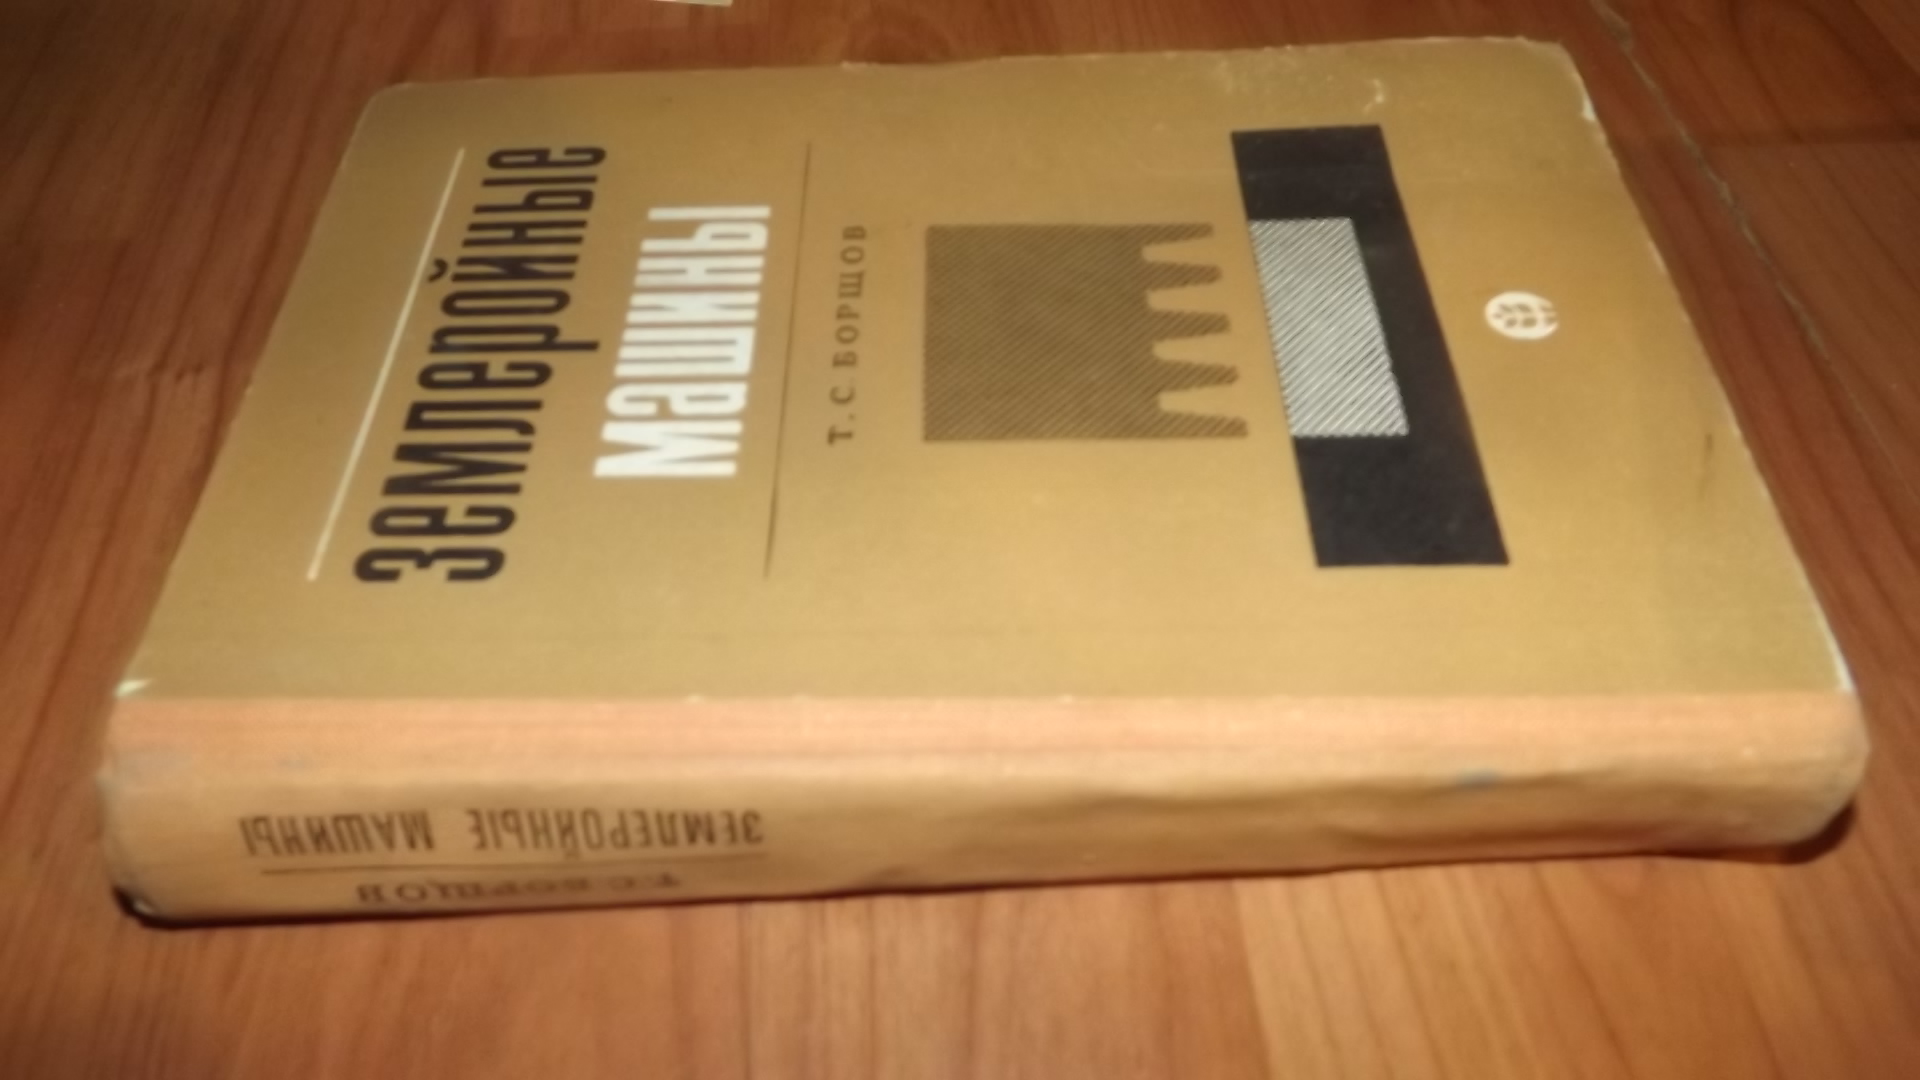 землеройные
машины
Т. С. БОРЩОВ
ЗЕМЛЕРОЙНЫЕ МАШИНЫ
Т. С. БОРЩОВ